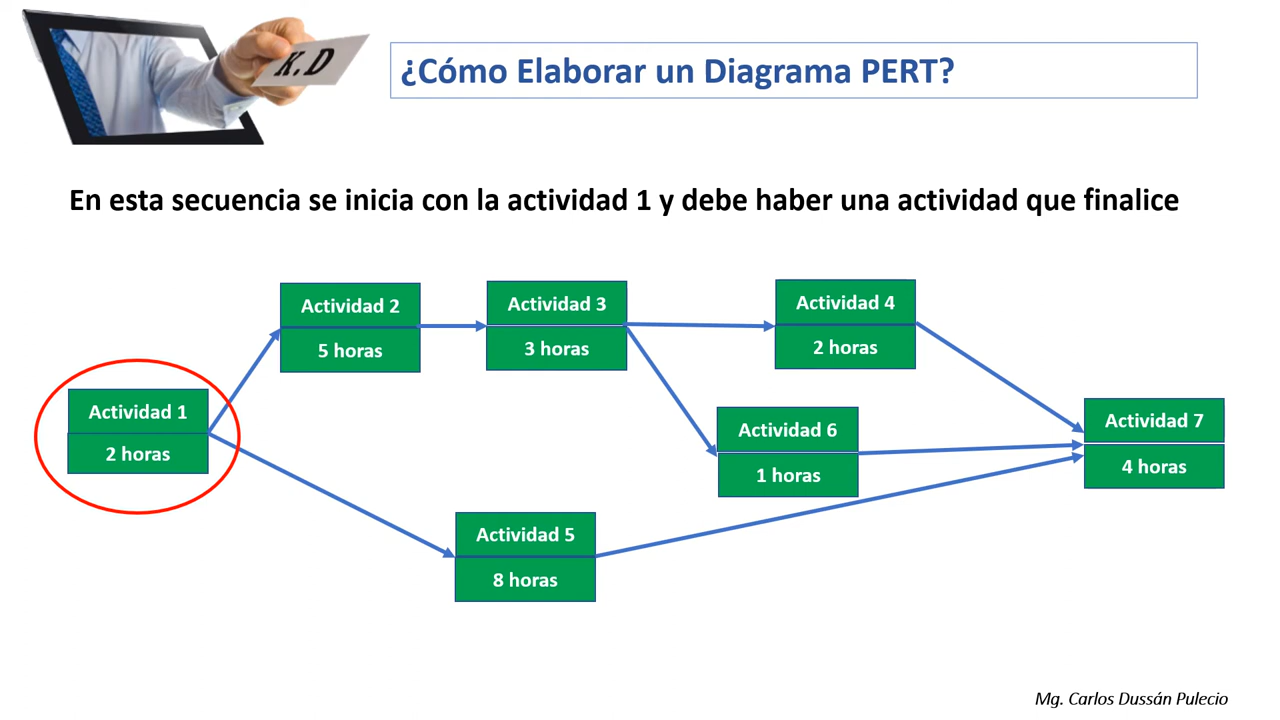 K.D
¿Cómo Elaborar un Diagrama PERT?
En esta secuencia se inicia con la actividad 1 y debe haber una actividad que finalice
Actividad 1
2 horas
Actividad 2
5 horas
Actividad 3
3 horas
Actividad 4
2 horas
Actividad 6
1 horas
Actividad 5
8 horas
Actividad 7
4 horas
Mg. Carlos Dussán Pulecio